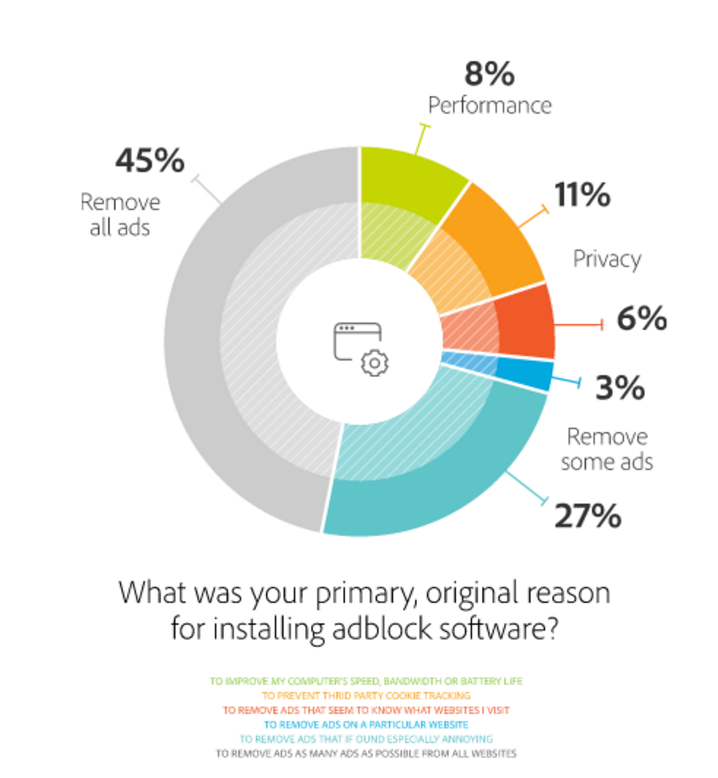 8%
Performance
45%
Remove
all ads
11%
Privacy
6%
3%
Remove
some ads
27%
What was your primary, original reason
for installing adblock software?
TO IMPROVE MY COMPUTER'S SPEED, BANDWIDTH OR BATTERY LIFE
TO PREVENT THRID PARTY COOKIE TRACKING
TO REMOVE ADS THAT SEEM TO KNOW WHAT WEBSITES I VISIT
TO REMOVE ADS ON A PARTICULAR WEBSITE
TO REMOVE ADS THAT IF OUND ESPECIALLY ANNOYING
TO REMOVE ADS AS MANY ADS AS POSSIBLE FROM ALL WEBSITES